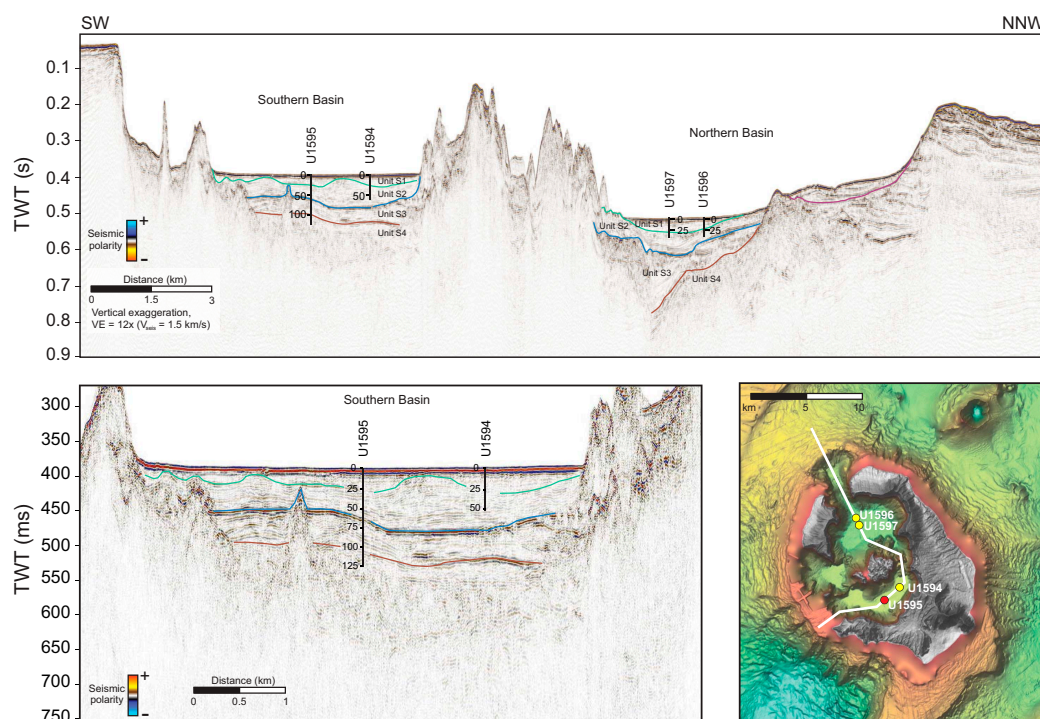 SW
NNW
0.1
0.2
0.3
0.4
0.5
0.6
0.7
0.8
0.9
TWT (s)
Southern Basin
U1595
U1594
0
50
100
0
50
Unit S1
Unit S2
Unit S3
Unit S4
Northern Basin
U1597
U1596
0
25
0
25
Unit S2
Unit S1
Unit S3
Unit S4
Seismic
polarity
+
–
Distance (km)
0 1.5 3
Vertical exaggeration,
VE = 12x (Vseis = 1.5 km/s)
300
350
400
450
500
550
600
650
700
750
TWT (ms)
Southern Basin
U1595
U1594
0
25
50
75
100
125
0
25
50
Seismic
polarity
+
–
Distance (km)
0 0.5 1
km 5 10
U1596
U1597
U1594
U1595